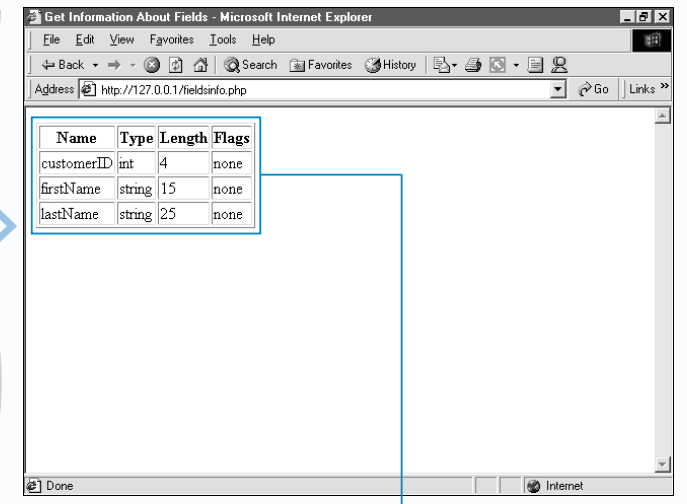 Get Information About Fields - Microsoft Internet Explorer
File Edit View Favorites Tools Help
Back Search Favorites History
Address http://127.0.0.1/fieldsinfo.php Go Links »
Name Type Length Flags
customerID int 4 none
firstName string 15 none
lastName string 25 none
Done Internet